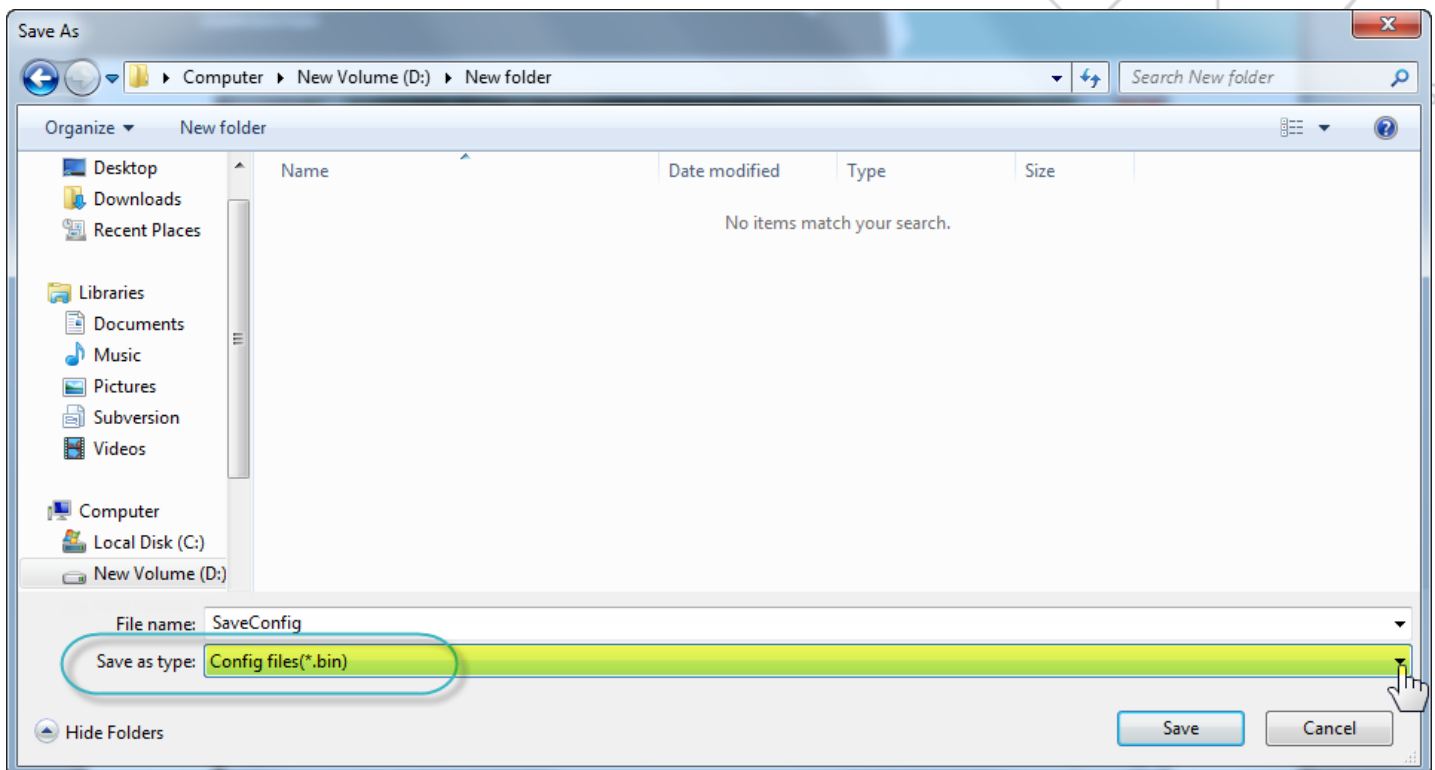 Save As
Computer ▸ New Volume (D:) ▸ New folder
Search New folder
Organize New folder
Name Date modified Type Size
No items match your search.
Desktop
Downloads
Recent Places
Libraries
Documents
Music
Pictures
Subversion
Videos
Computer
Local Disk (C:)
New Volume (D:)
File name: SaveConfig
Save as type: Config files(*.bin)
Hide Folders
Save Cancel